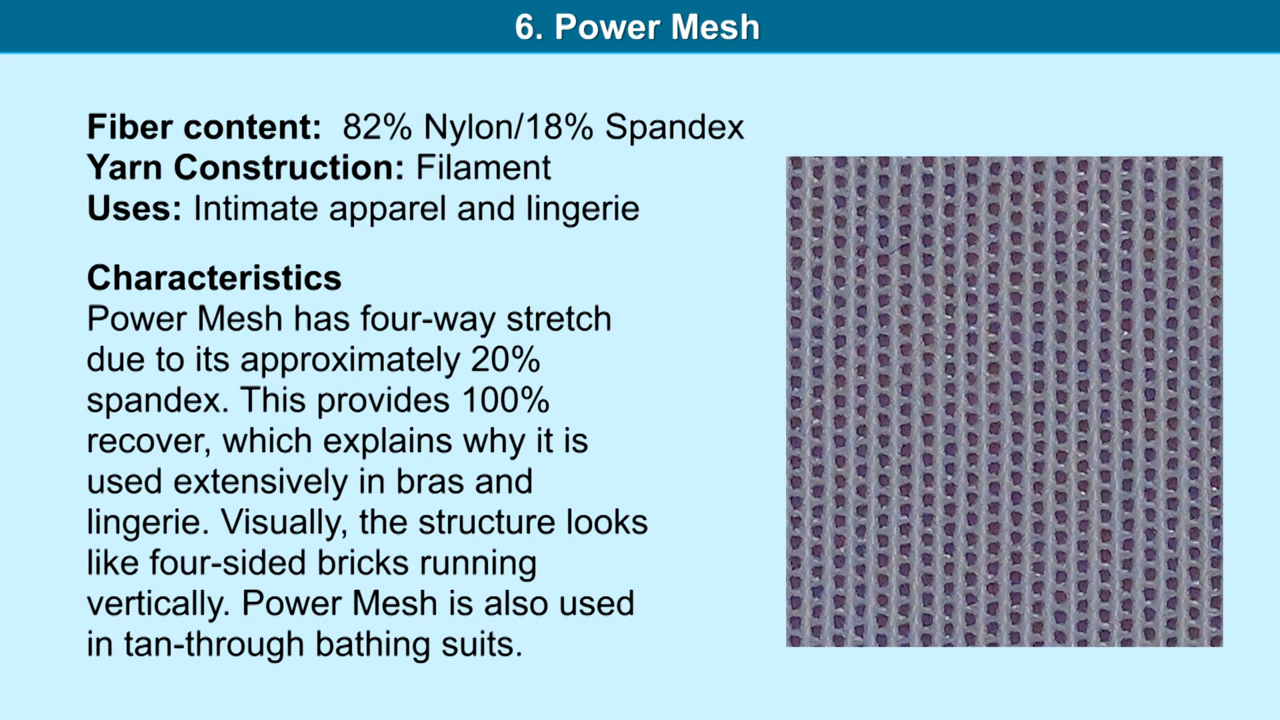 6. Power Mesh
Fiber content: 82% Nylon/18% Spandex
Yarn Construction: Filament
Uses: Intimate apparel and lingerie
Characteristics
Power Mesh has four-way stretch
due to its approximately 20%
spandex. This provides 100%
recover, which explains why it is
used extensively in bras and
lingerie. Visually, the structure looks
like four-sided bricks running
vertically. Power Mesh is also used
in tan-through bathing suits.